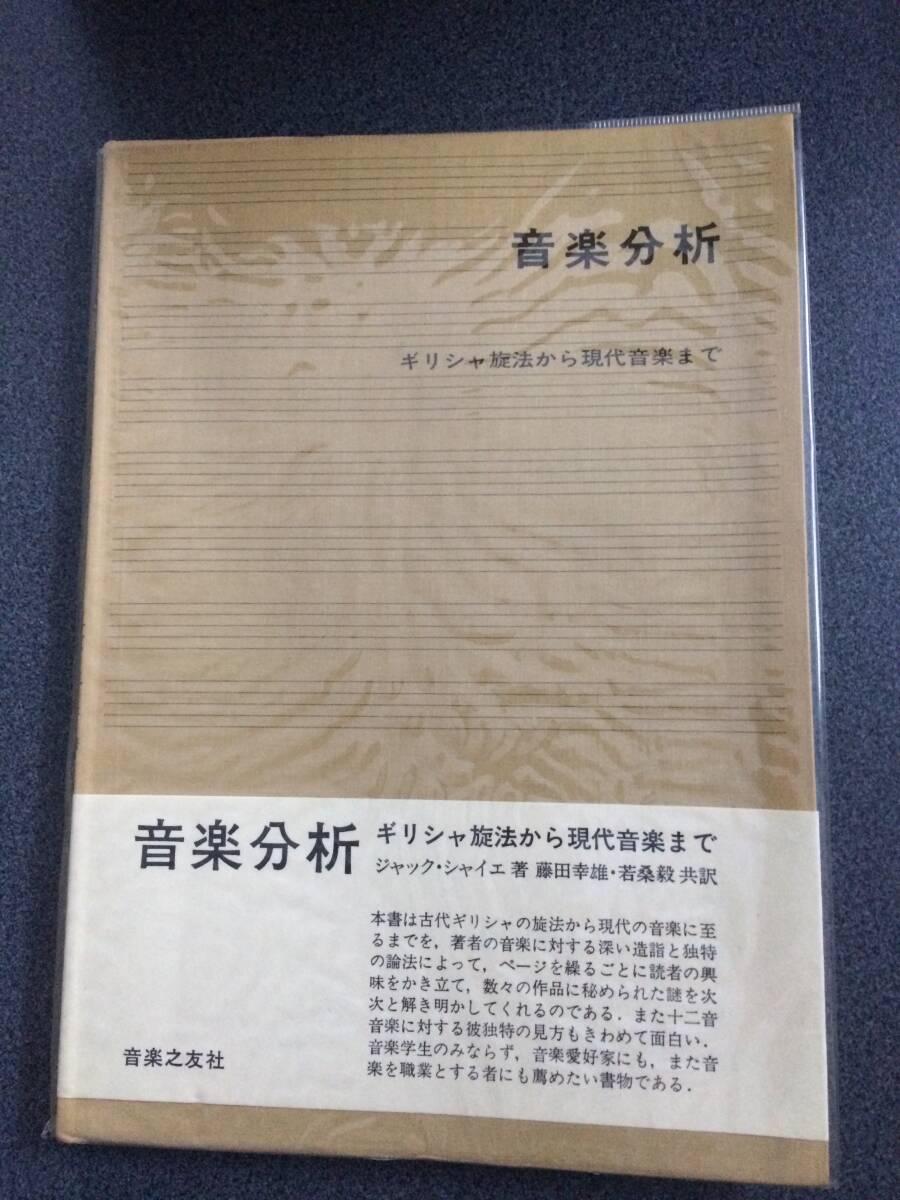 音楽分析
ギリシャ旋法から現代音楽まで
音楽分析
ギリシャ旋法から現代音楽まで
ジャック・シャイエ 著 藤田幸雄・若桑毅 共訳
本書は古代ギリシャの旋法から現代の音楽に至
るまでを，著者の音楽に対する深い造詣と独特
の論法によって，ページを繰るごとに読者の興
味をかき立て，数々の作品に秘められた謎を次
次と解き明かしてくれるのである．また十二音
音楽に対する彼独特の見方もきわめて面白い．
音楽学生のみならず，音楽愛好家にも，また音
楽を職業とする者にも薦めたい書物である．
音楽之友社